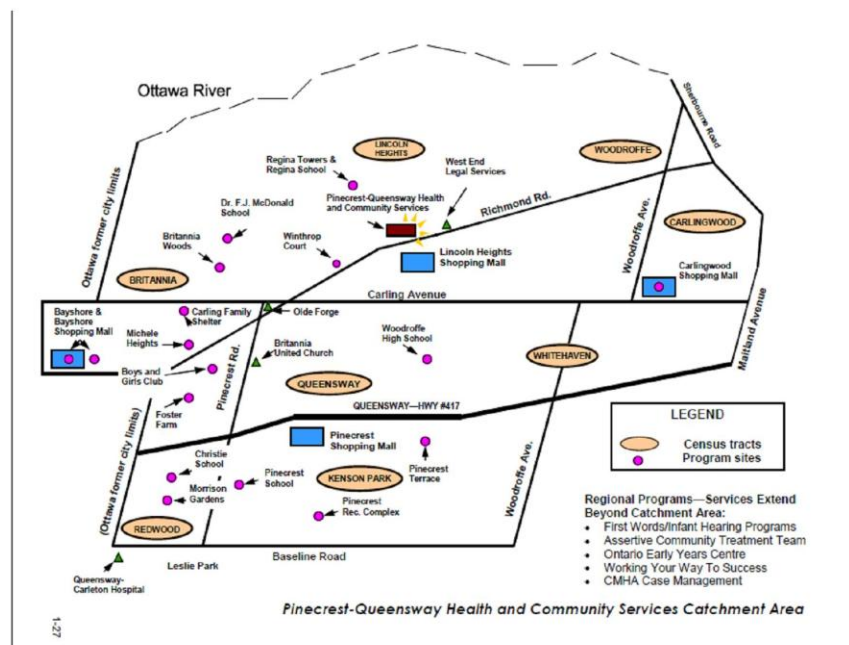 Ottawa River
Sherbourne Road
LINCOLN
HEIGHTS
WOODROFFE
Regina Towers &
Regina School
West End
Legal Services
Pinecrest-Queensway Health
and Community Services
Richmond Rd.
Ottawa former city limits
Dr. F.J. McDonald
School
Woodroffe Ave.
CARLINGWOOD
Britannia
Woods
Winthrop
Court
Lincoln Heights
Shopping Mall
Carlingwood
Shopping Mall
BRITANNIA
Carling Avenue
Bayshore &
Bayshore
Shopping Mall
Carling Family
Shelter
Olde Forge
Michele
Heights
Woodroffe
High School
Maitland Avenue
Britannia
United Church
WHITEHAVEN
Boys and
Girls Club
Pinecrest Rd.
QUEENSWAY
QUEENSWAY—HWY #417
Foster
Farm
LEGEND
Census tracts
Program sites
(Ottawa former city limits)
Pinecrest
Shopping Mall
Christie
School
Pinecrest
School
KENSON PARK
Pinecrest
Terrace
Woodroffe Ave.
Morrison
Gardens
Pinecrest
Rec. Complex
REDWOOD
Regional Programs—Services Extend
Beyond Catchment Area:
• First Words/Infant Hearing Programs
• Assertive Community Treatment Team
• Ontario Early Years Centre
• Working Your Way To Success
• CMHA Case Management
Baseline Road
Leslie Park
Queensway-
Carleton Hospital
Pinecrest-Queensway Health and Community Services Catchment Area
1-27